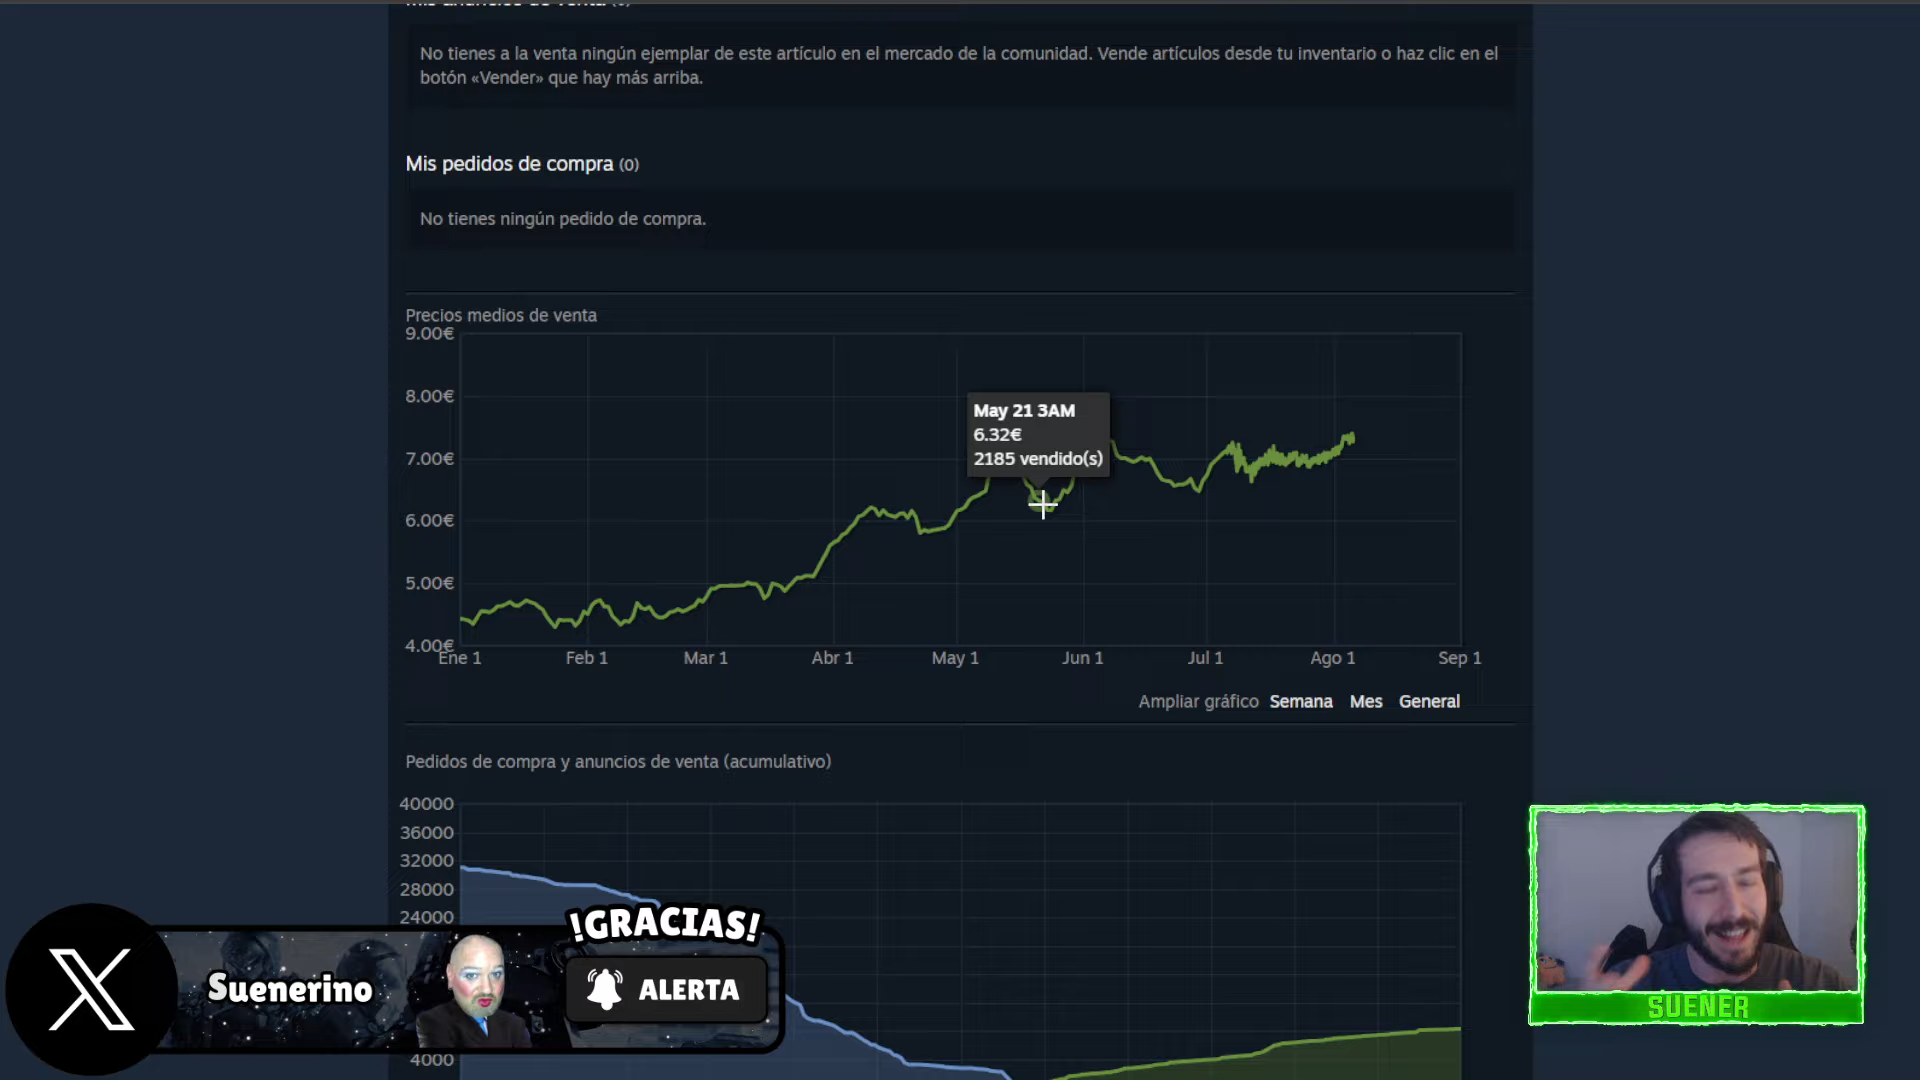 No tienes a la venta ningún ejemplar de este artículo en el mercado de la comunidad. Vende artículos desde tu inventario o haz clic en el
botón «Vender» que hay más arriba.
Mis pedidos de compra (0)
No tienes ningún pedido de compra.
Precios medios de venta
9.00€
8.00€
7.00€
6.00€
5.00€
4.00€
May 21 3AM
6.32€
2185 vendido(s)
Ene 1 Feb 1 Mar 1 Abr 1 May 1 Jun 1 Jul 1 Ago 1 Sep 1
Ampliar gráfico Semana Mes General
Pedidos de compra y anuncios de venta (acumulativo)
40000
36000
32000
28000
24000
4000
Suenerino
!GRACIAS!
ALERTA
SUENER